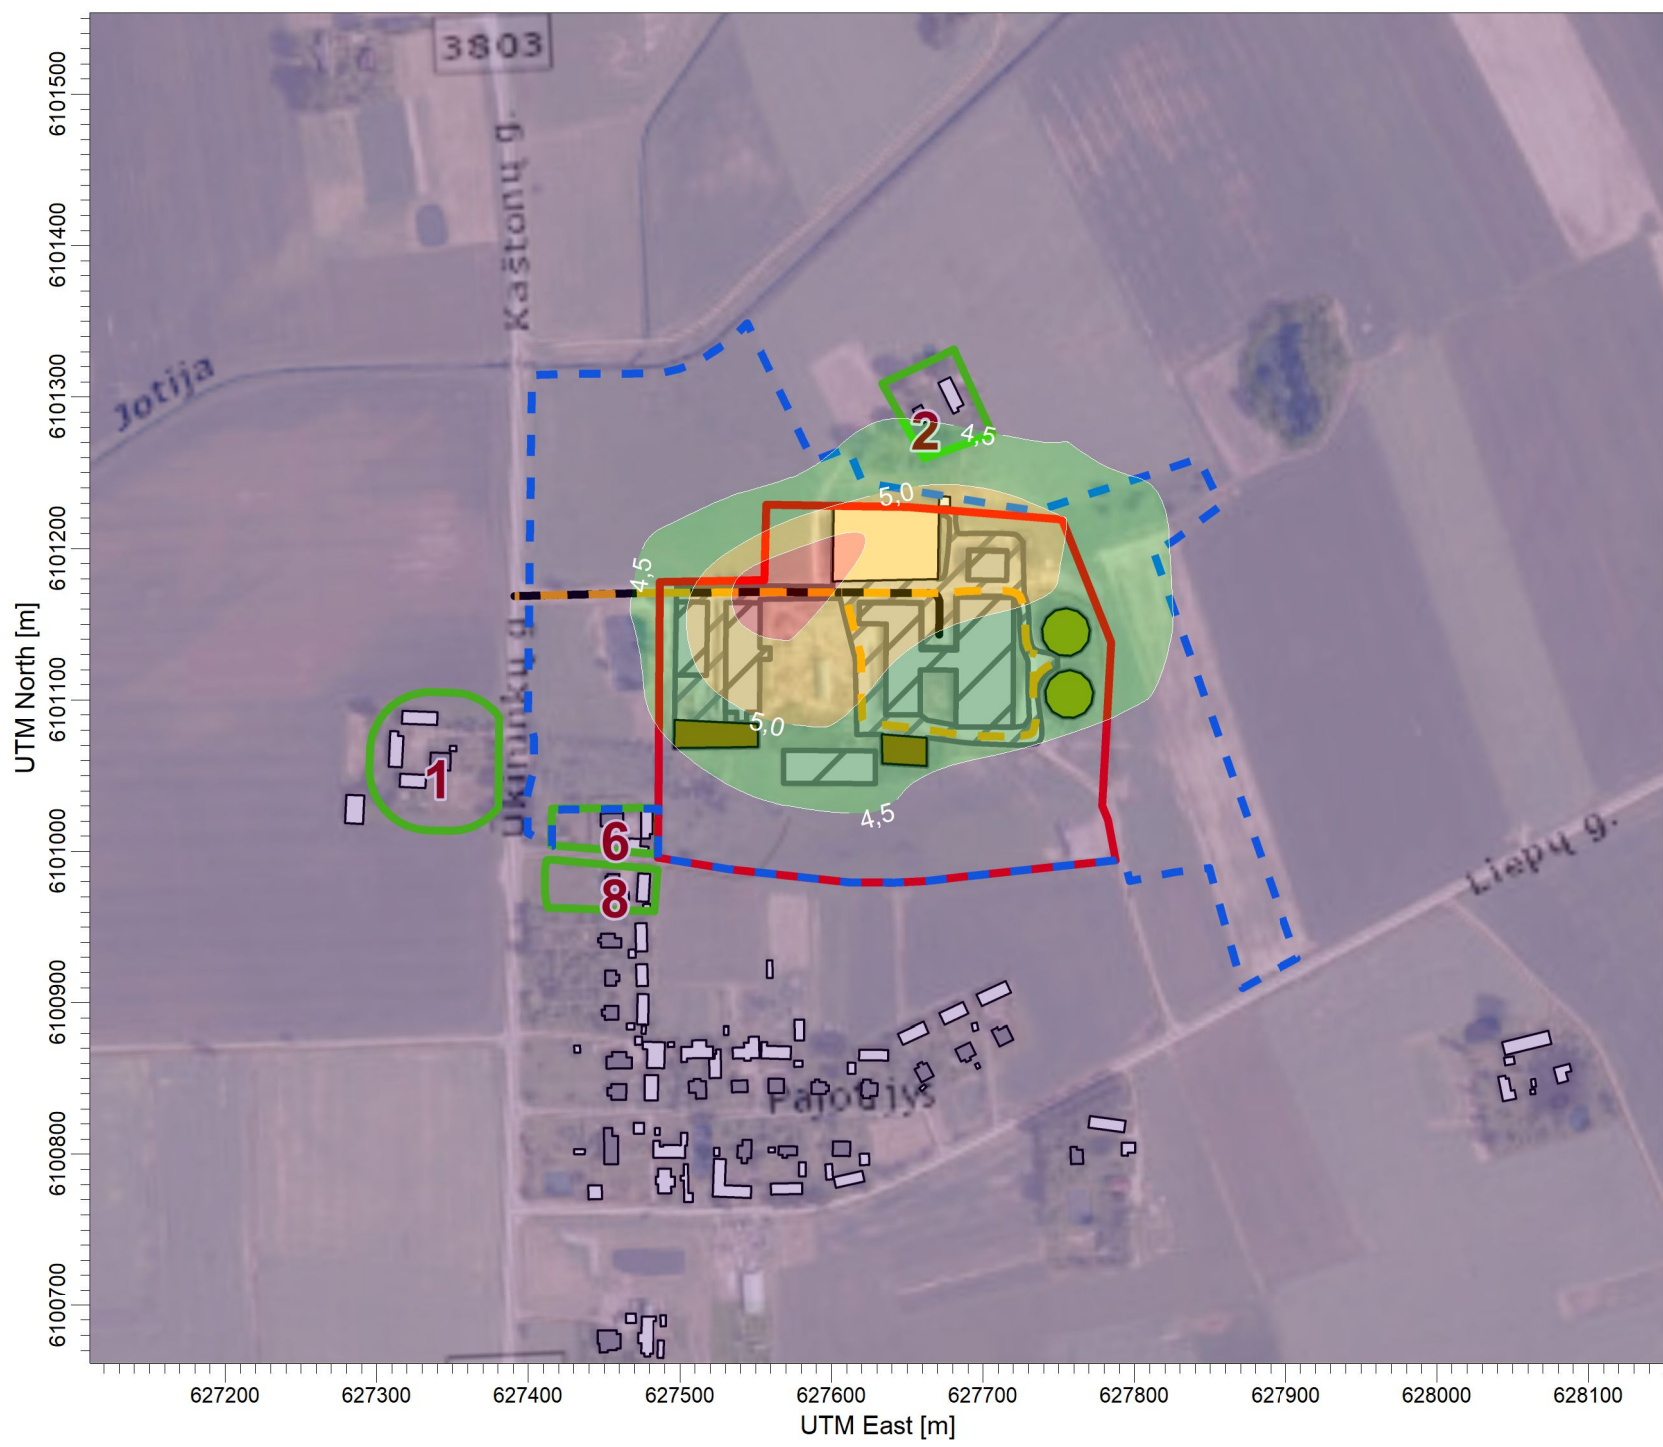 3803
Kaštonų g.
Jotija
2
4,5
5,0
4,5
Ūkininkų g.
1
5,0
4,5
6
8
Liepų g.
Pajotijys
UTM North [m]
6101500
6101400
6101300
6101200
6101100
6101000
6100900
6100800
6100700
627200 627300 627400 627500 627600 627700 627800 627900 628000 628100
UTM East [m]